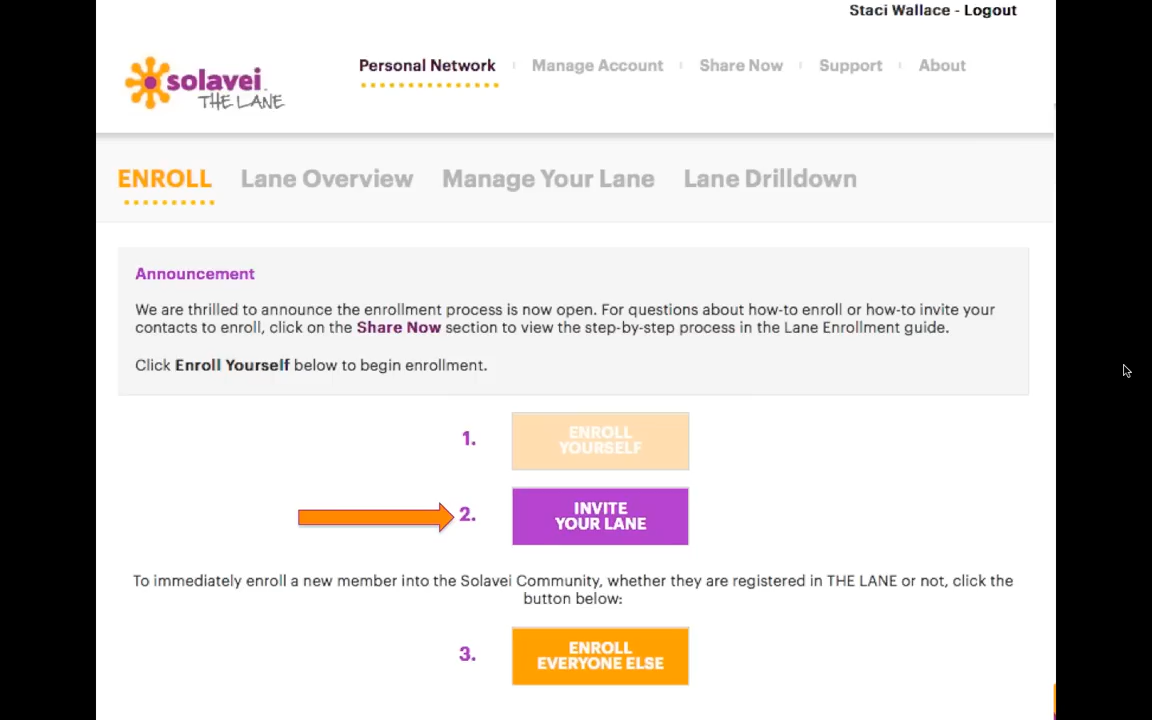 Staci Wallace - Logout
solavei
THE LANE
Personal Network
Manage Account
Share Now
Support
About
ENROLL
Lane Overview
Manage Your Lane
Lane Drilldown
Announcement
We are thrilled to announce the enrollment process is now open. For questions about how-to enroll or how-to invite your
contacts to enroll, click on the Share Now section to view the step-by-step process in the Lane Enrollment guide.
Click Enroll Yourself below to begin enrollment.
1.
ENROLL
YOURSELF
2.
INVITE
YOUR LANE
To immediately enroll a new member into the Solavei Community, whether they are registered in THE LANE or not, click the
button below:
3.
ENROLL
EVERYONE ELSE